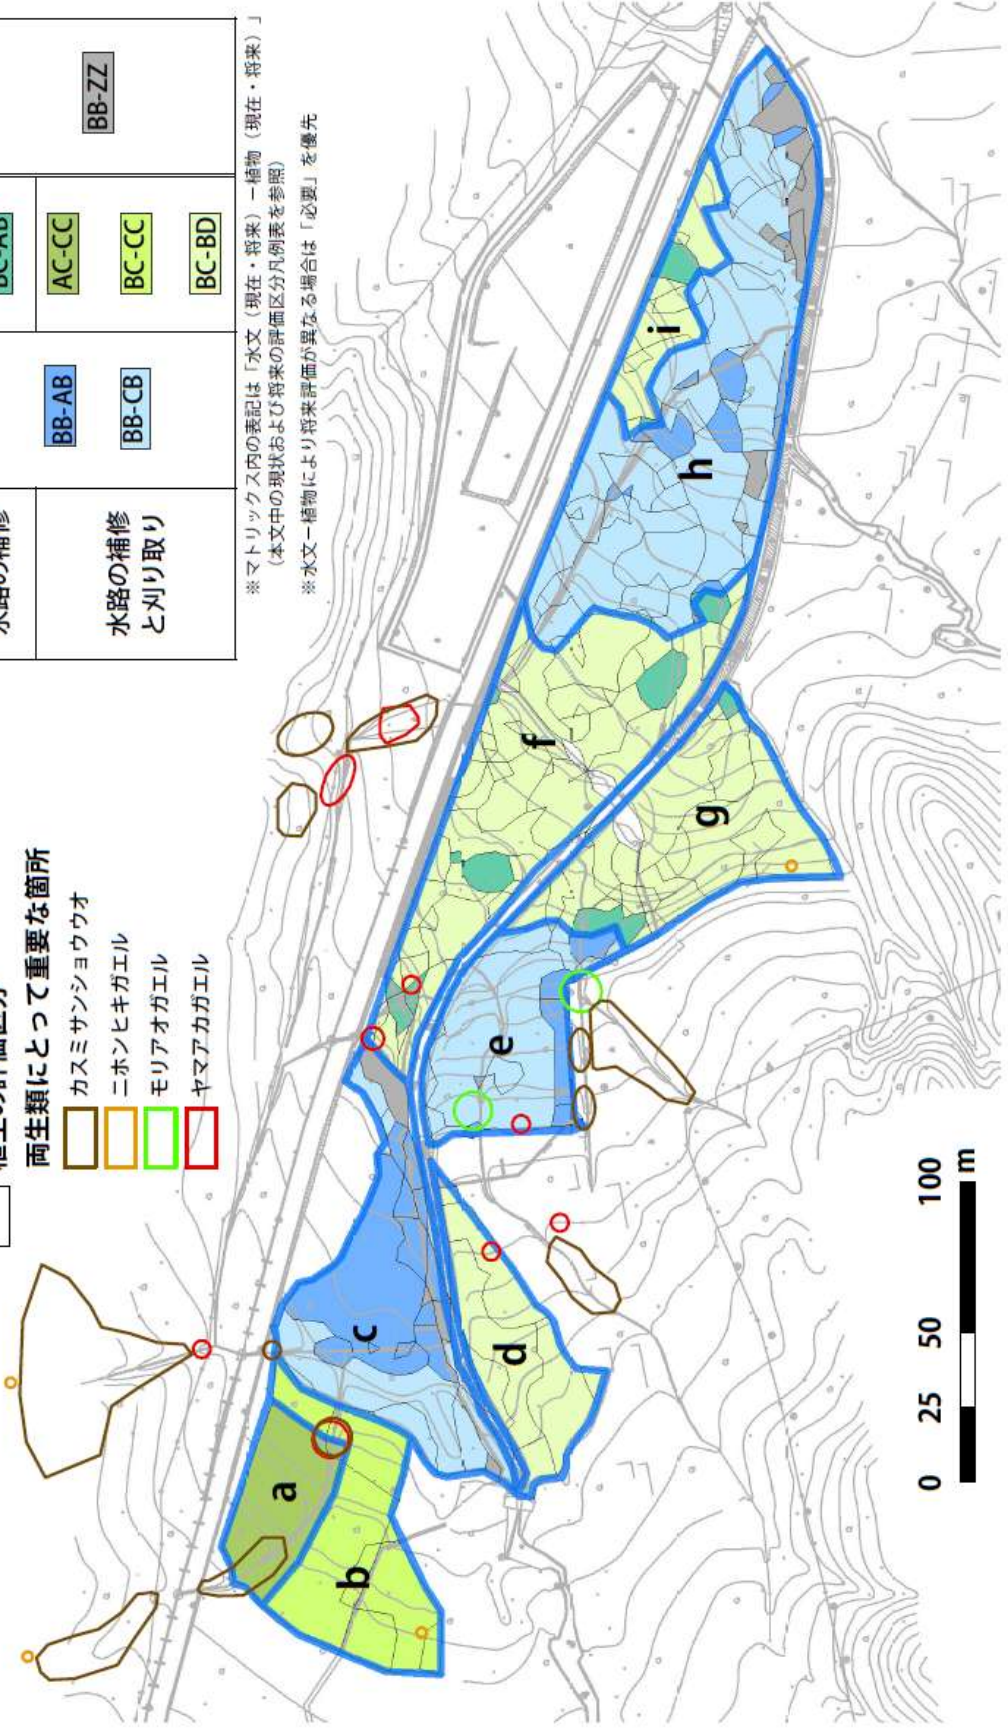 BC-AB
BB-ZZ
AC-CC
BC-CC
BC-BD
BB-AB
BB-CB
水路の補修
水路の補修
と刈り取り
※マトリックス内の表記は「水文(現在・将来)ー植物(現在・将来)」
(本文中の現状および将来の評価区分凡例表を参照)
※水文ー植物により将来評価が異なる場合は「必要」を優先
両生類にとって重要な箇所
カスミサンショウウオ
ニホンヒキガエル
モリアオガエル
ヤマアカガエル
a
b
c
d
e
f
g
h
i
0 25 50 100
m